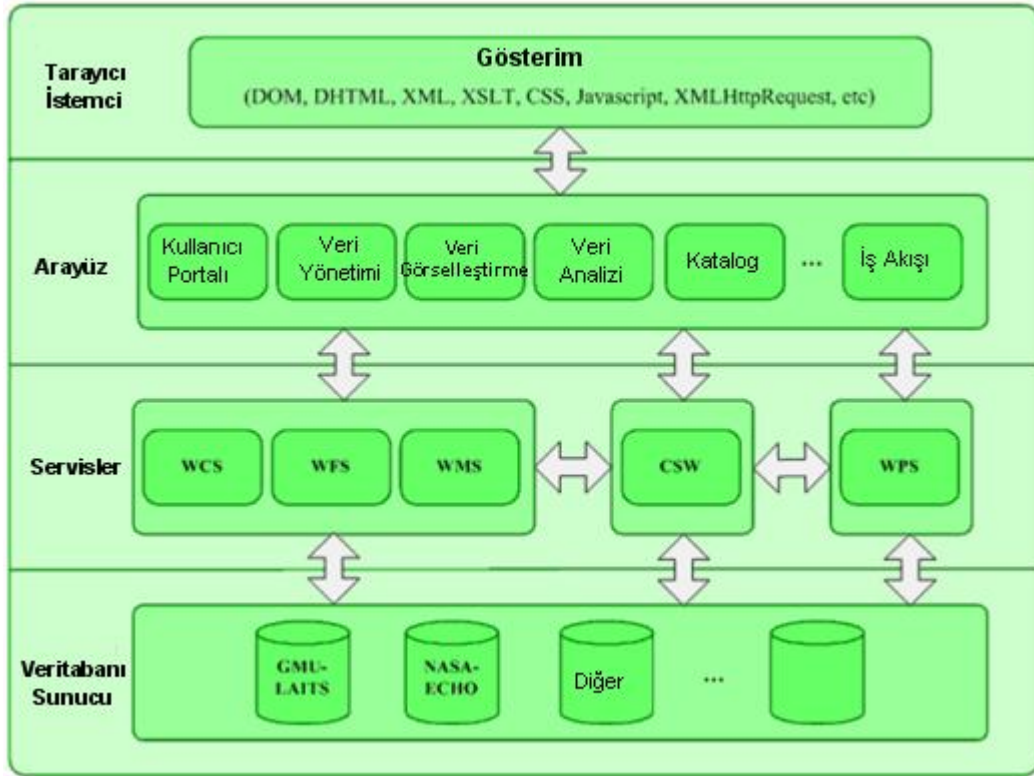 Tarayıcı
İstemci
Gösterim
(DOM, DHTML, XML, XSLT, CSS, Javascript, XMLHttpRequest, etc)
Arayüz
Kullanıcı
Portalı
Veri
Yönetimi
Veri
Görselleştirme
Veri
Analizi
Katalog
...
İş Akışı
Servisler
WCS
WFS
WMS
CSW
WPS
Veritabanı
Sunucu
GMU-
LAITS
NASA-
ECHO
Diğer
...